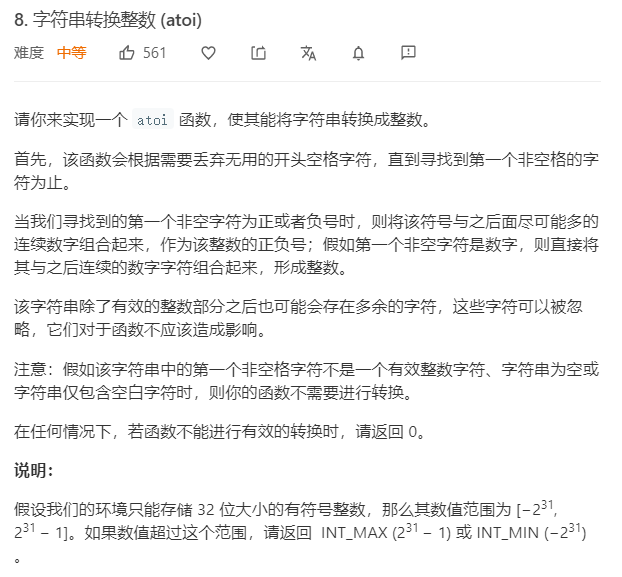 8. 字符串转换整数 (atoi)
难度 中等 561
请你来实现一个 atoi 函数，使其能将字符串转换成整数。
首先，该函数会根据需要丢弃无用的开头空格字符，直到寻找到第一个非空格的字
符为止。
当我们寻找到的第一个非空字符为正或者负号时，则将该符号与之后面尽可能多的
连续数字组合起来，作为该整数的正负号；假如第一个非空字符是数字，则直接将
其与之后连续的数字字符组合起来，形成整数。
该字符串除了有效的整数部分之后也可能会存在多余的字符，这些字符可以被忽
略，它们对于函数不应该造成影响。
注意：假如该字符串中的第一个非空格字符不是一个有效整数字符、字符串为空或
字符串仅包含空白字符时，则你的函数不需要进行转换。
在任何情况下，若函数不能进行有效的转换时，请返回 0。
说明：
假设我们的环境只能存储 32 位大小的有符号整数，那么其数值范围为 [−2³¹,
2³¹ − 1]。如果数值超过这个范围，请返回 INT_MAX (2³¹ − 1) 或 INT_MIN (−2³¹)
。